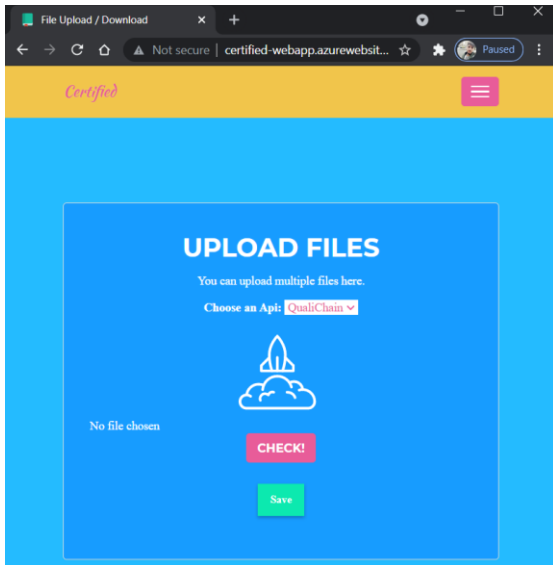 File Upload / Download
Not secure | certified-webapp.azurewebsit...
Paused
Certified
UPLOAD FILES
You can upload multiple files here.
Choose an Api: QualiChain
No file chosen
CHECK!
Save